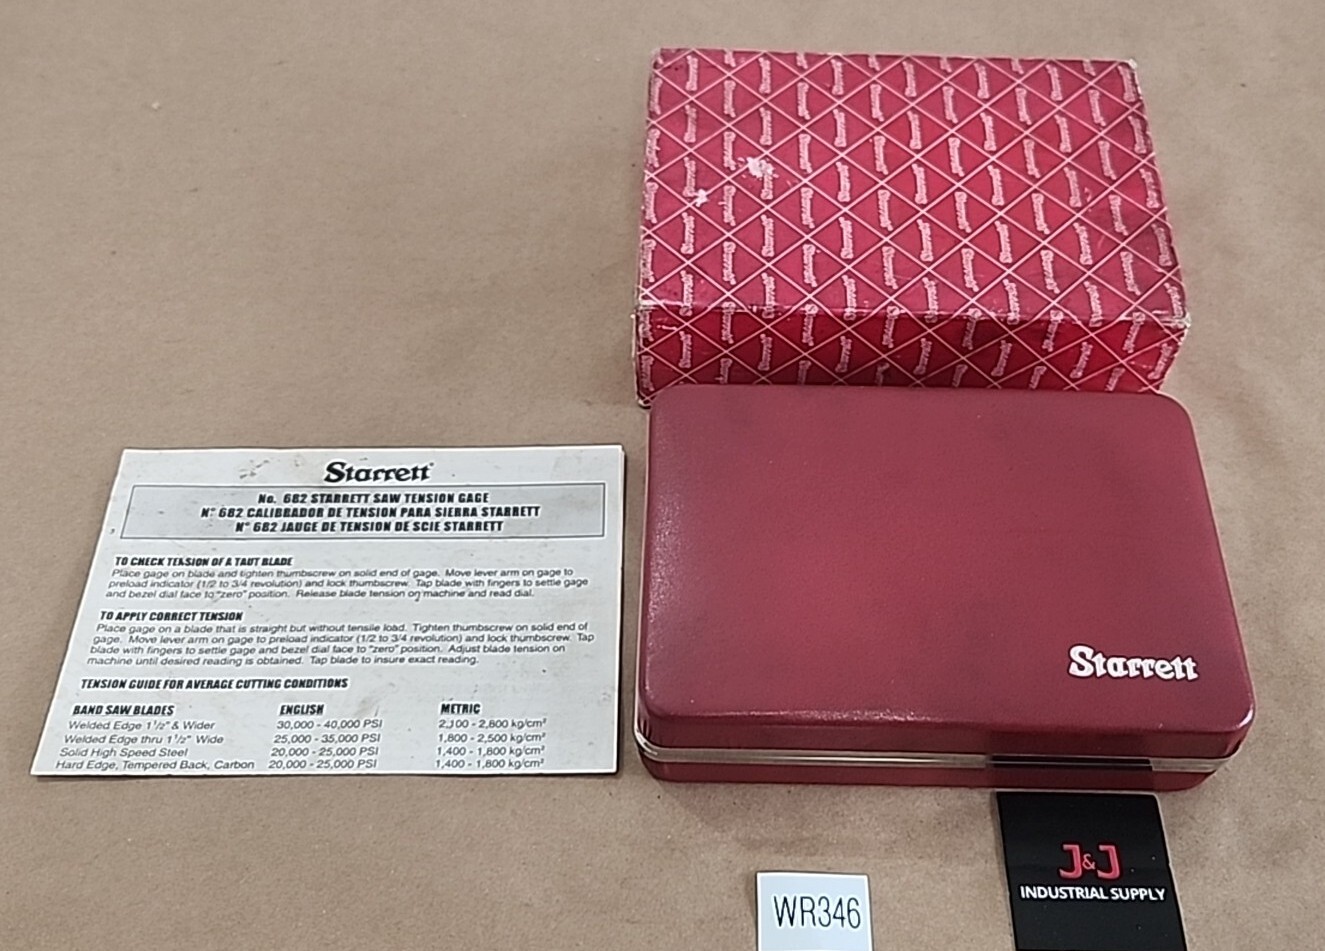 Starrett
No. 682 STARRETT SAW TENSION GAGE
N° 682 CALIBRADOR DE TENSION PARA SIERRA STARRETT
N° 682 JAUGE DE TENSION DE SCIE STARRETT
TO CHECK TENSION OF A TAUT BLADE
Place gage on blade and tighten thumbscrew on solid end of gage. Move lever arm on gage to
preload indicator (1/2 to 3/4 revolution) and lock thumbscrew. Tap blade with fingers to settle gage
and bezel dial face to "zero" position. Release blade tension on machine and read dial.
TO APPLY CORRECT TENSION
Place gage on a blade that is straight but without tensile load. Tighten thumbscrew on solid end of
gage. Move lever arm on gage to preload indicator (1/2 to 3/4 revolution) and lock thumbscrew. Tap
blade with fingers to settle gage and bezel dial face to "zero" position. Adjust blade tension on
machine until desired reading is obtained. Tap blade to insure exact reading.
TENSION GUIDE FOR AVERAGE CUTTING CONDITIONS
BAND SAW BLADES ENGLISH METRIC
Welded Edge 1 1/2" & Wider 30,000 - 40,000 PSI 2,100 - 2,800 kg/cm²
Welded Edge thru 1 1/2" Wide 25,000 - 35,000 PSI 1,800 - 2,500 kg/cm²
Solid High Speed Steel 20,000 - 25,000 PSI 1,400 - 1,800 kg/cm²
Hard Edge, Tempered Back, Carbon 20,000 - 25,000 PSI 1,400 - 1,800 kg/cm²
Starrett
J&J
INDUSTRIAL SUPPLY
WR346